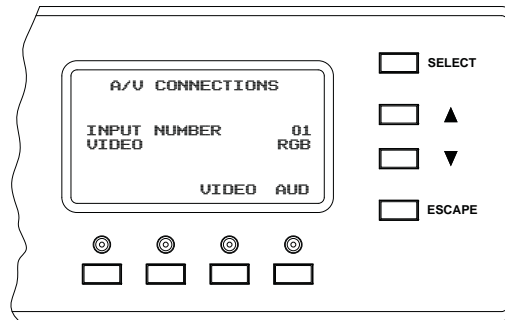 A/V CONNECTIONS
INPUT NUMBER 01
VIDEO RGB
VIDEO AUD
SELECT
▲
▼
ESCAPE